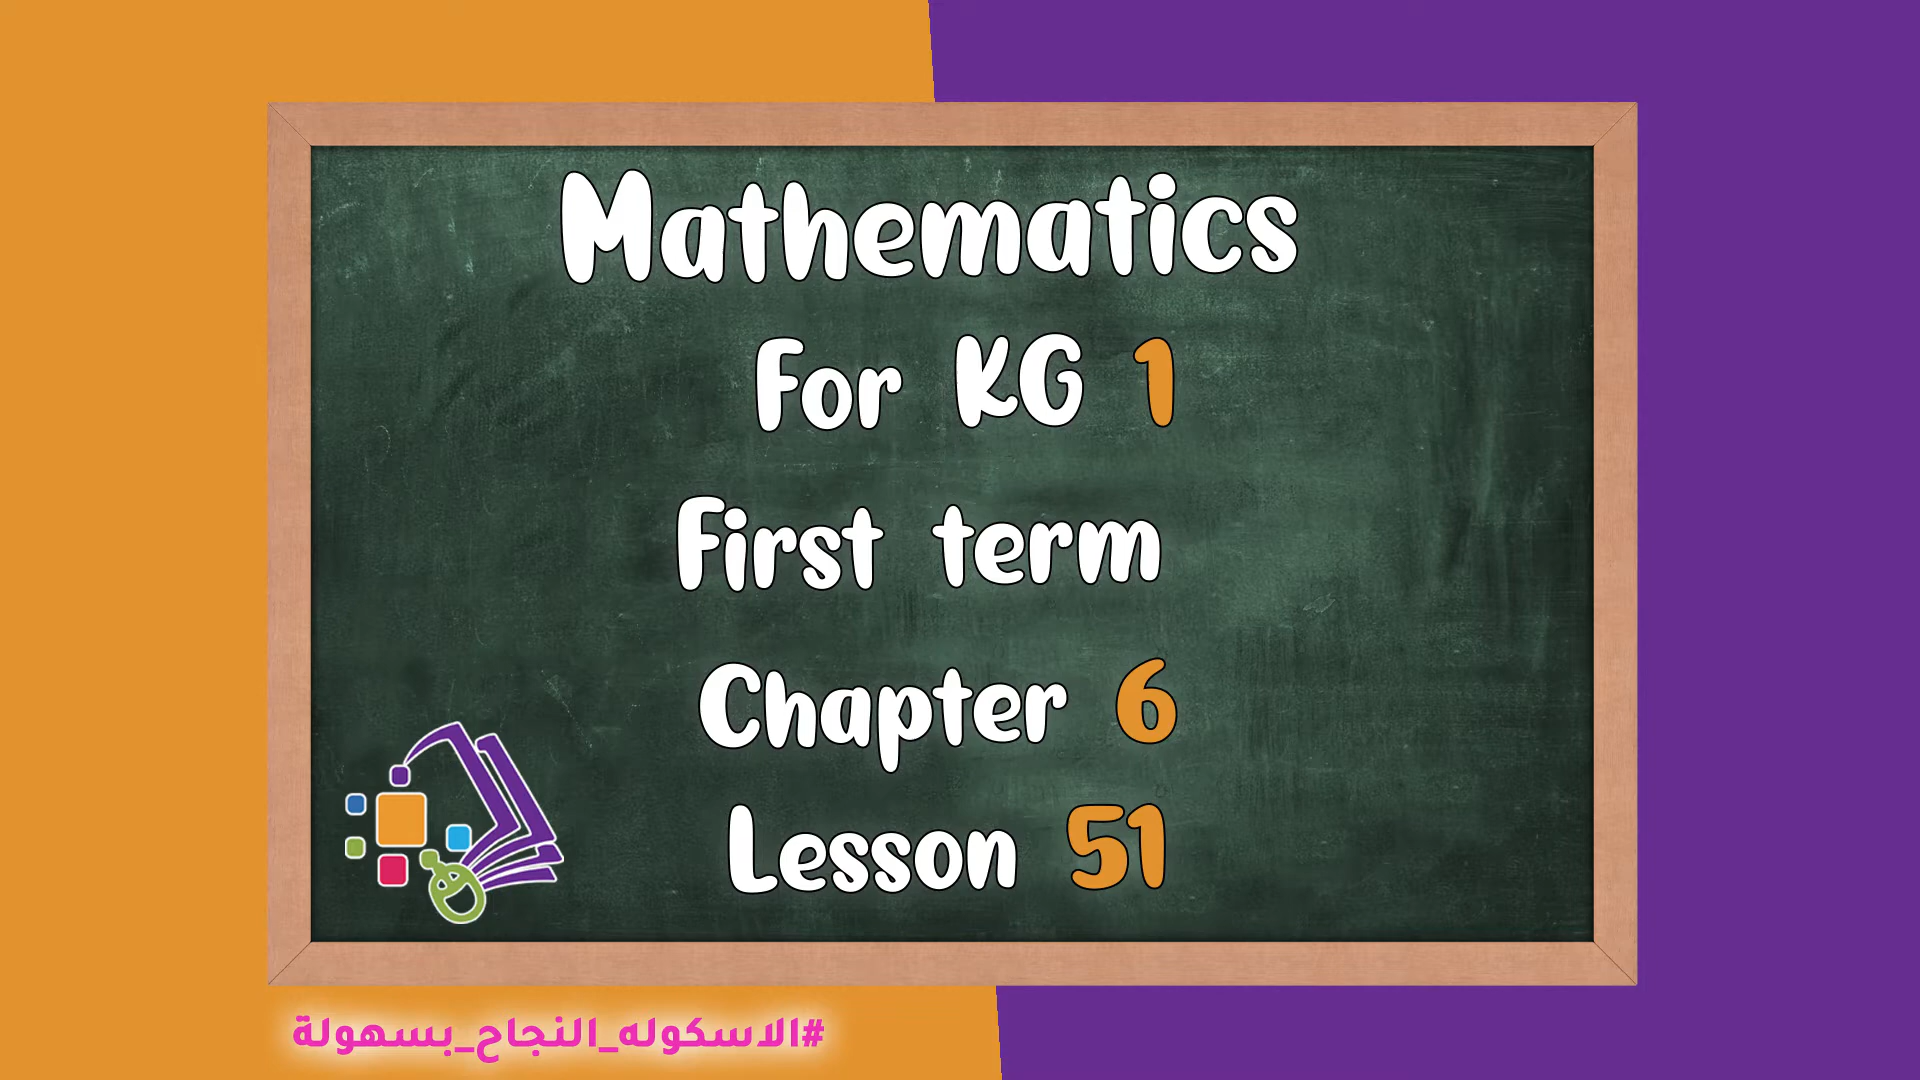 Mathematics
For KG 1
First term
Chapter 6
Lesson 51
#الاسكوله_النجاح_بسهولة